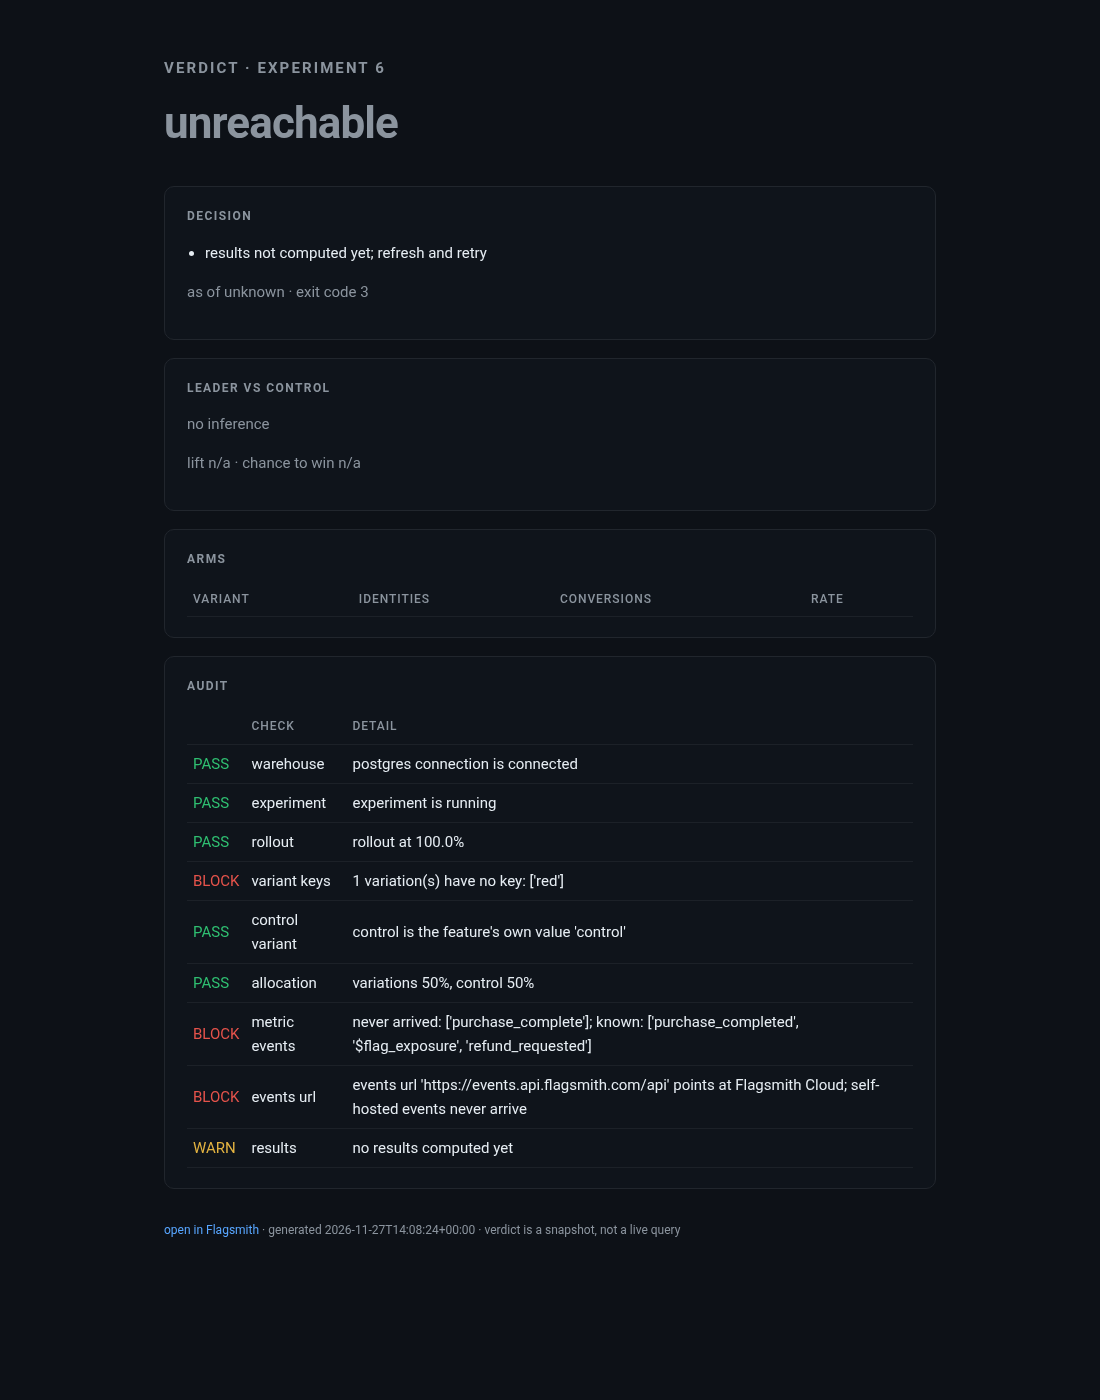 VERDICT · EXPERIMENT 6
unreachable
DECISION
• results not computed yet; refresh and retry
as of unknown · exit code 3
LEADER VS CONTROL
no inference
lift n/a · chance to win n/a
ARMS
VARIANT IDENTITIES CONVERSIONS RATE
AUDIT
CHECK DETAIL
PASS warehouse postgres connection is connected
PASS experiment experiment is running
PASS rollout rollout at 100.0%
BLOCK variant keys 1 variation(s) have no key: ['red']
PASS control variant control is the feature's own value 'control'
PASS allocation variations 50%, control 50%
BLOCK metric events never arrived: ['purchase_complete']; known: ['purchase_completed',
'$flag_exposure', 'refund_requested']
BLOCK events url events url 'https://events.api.flagsmith.com/api' points at Flagsmith Cloud; self-
hosted events never arrive
WARN results no results computed yet
open in Flagsmith · generated 2026-11-27T14:08:24+00:00 · verdict is a snapshot, not a live query